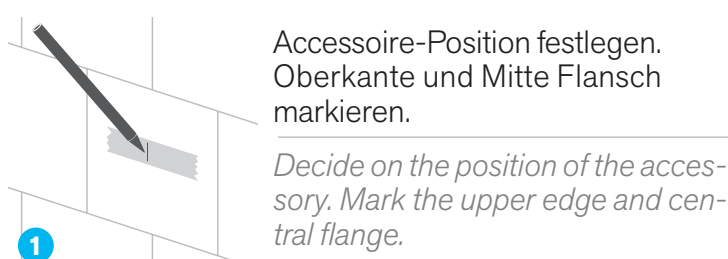 Accessoire-Position festlegen.
Oberkante und Mitte Flansch
markieren.
Decide on the position of the acces-
sory. Mark the upper edge and cen-
tral flange.
1